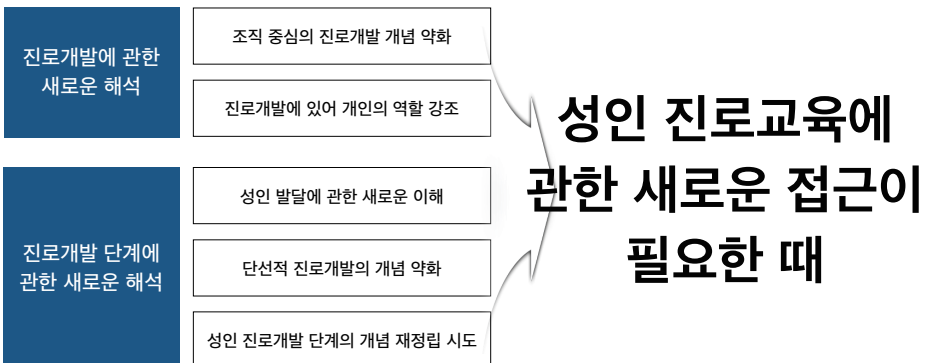 진로개발에 관한
새로운 해석
조직 중심의 진로개발 개념 약화
진로개발에 있어 개인의 역할 강조
진로개발 단계에
관한 새로운 해석
성인 발달에 관한 새로운 이해
단선적 진로개발의 개념 약화
성인 진로개발 단계의 개념 재정립 시도
성인 진로교육에
관한 새로운 접근이
필요한 때